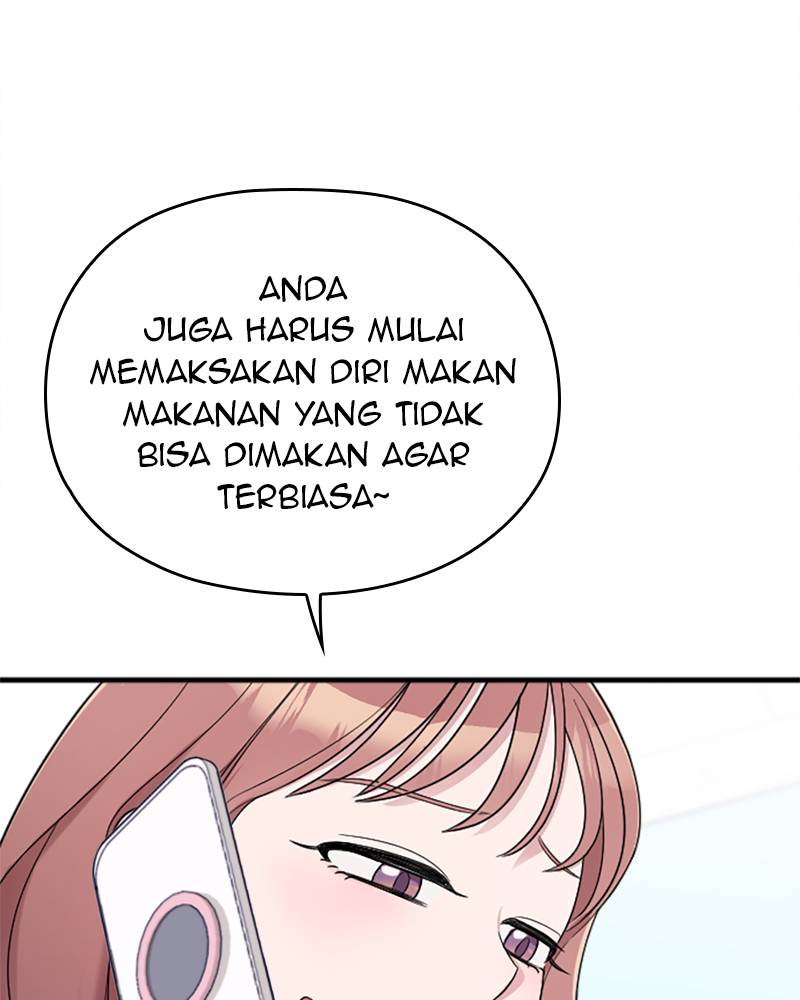 ANDA
JUGA HARUS MULAI
MEMAKSAKAN DIRI MAKAN
MAKANAN YANG TIDAK
BISA DIMAKAN AGAR
TERBIASA~